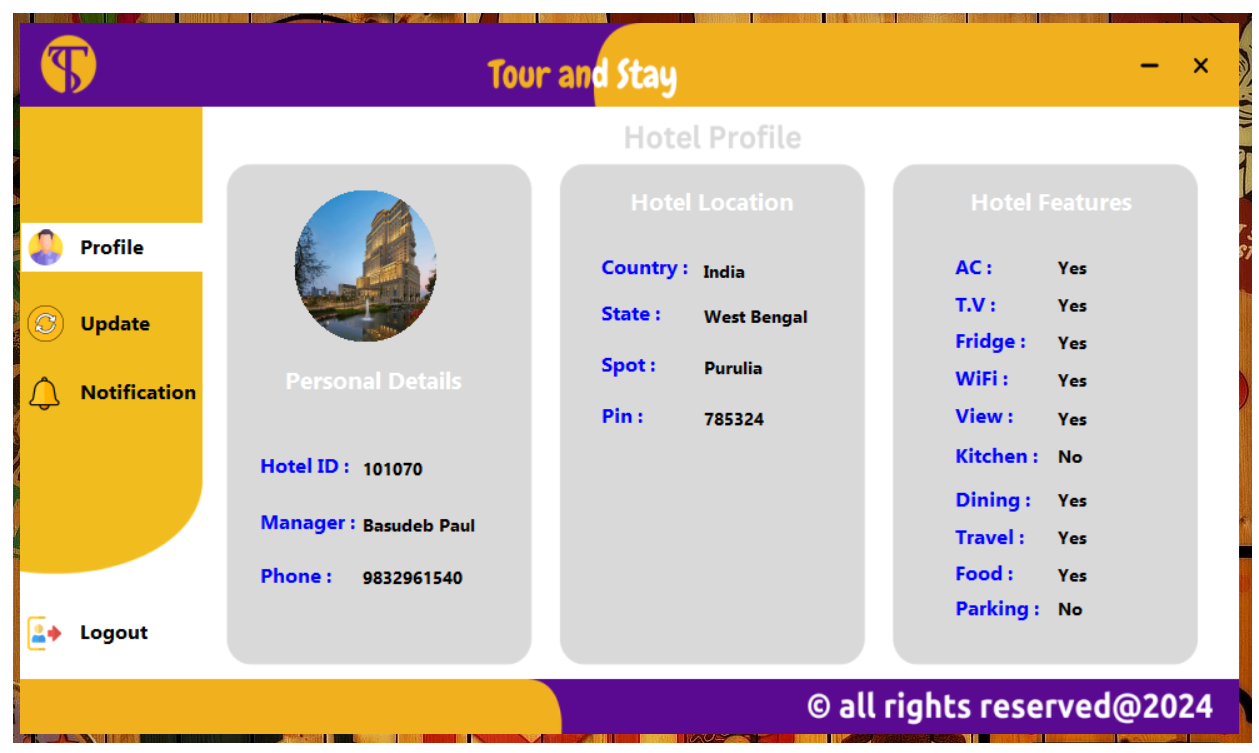 Tour and Stay
Hotel Profile
Profile
Update
Notification
Logout
Personal Details
Hotel ID : 101070
Manager : Basudeb Paul
Phone : 9832961540
Hotel Location
Country : India
State : West Bengal
Spot : Purulia
Pin : 785324
Hotel Features
AC : Yes
T.V : Yes
Fridge : Yes
WiFi : Yes
View : Yes
Kitchen : No
Dining : Yes
Travel : Yes
Food : Yes
Parking : No
© all rights reserved@2024